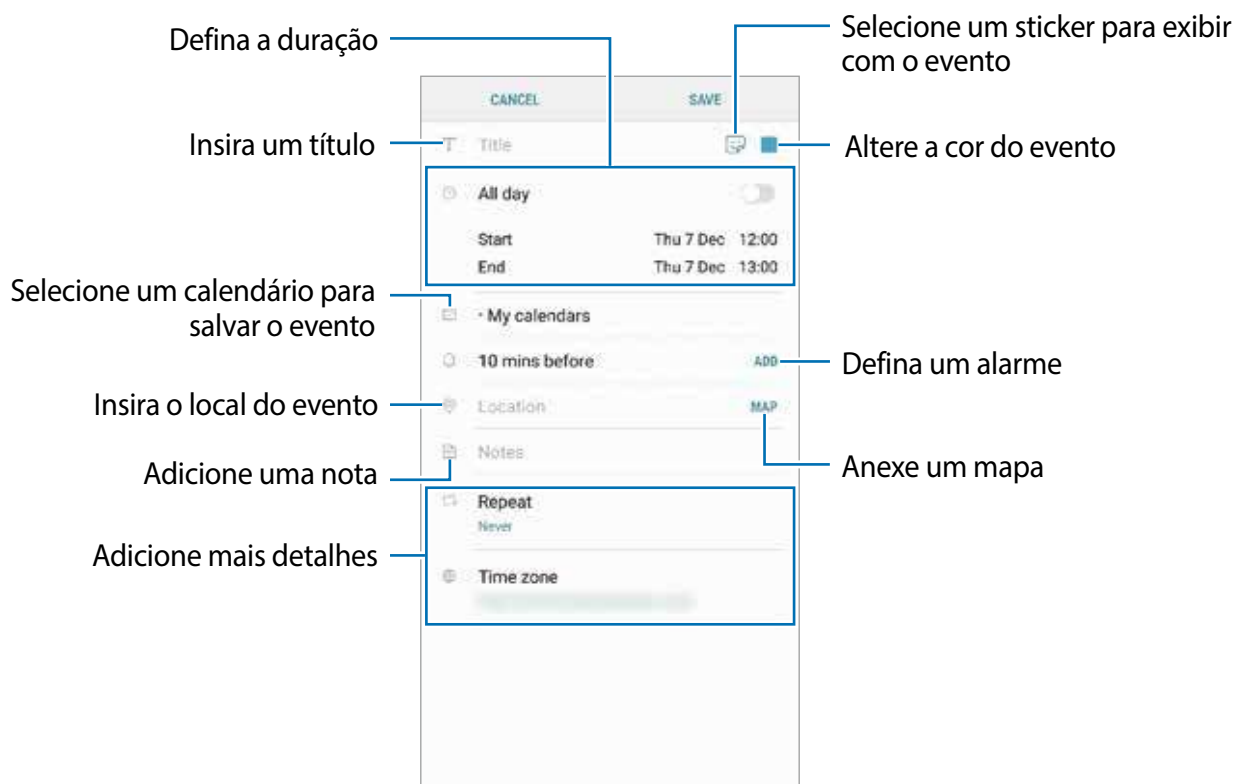 Defina a duração
Selecione um sticker para exibir
com o evento
CANCEL
SAVE
Insira um título
Title
Altere a cor do evento
All day
Start
Thu 7 Dec 12:00
End
Thu 7 Dec 13:00
Selecione um calendário para
salvar o evento
My calendars
10 mins before
ADD
Defina um alarme
Insira o local do evento
Location
MAP
Adicione uma nota
Notes
Anexe um mapa
Repeat
Never
Adicione mais detalhes
Time zone